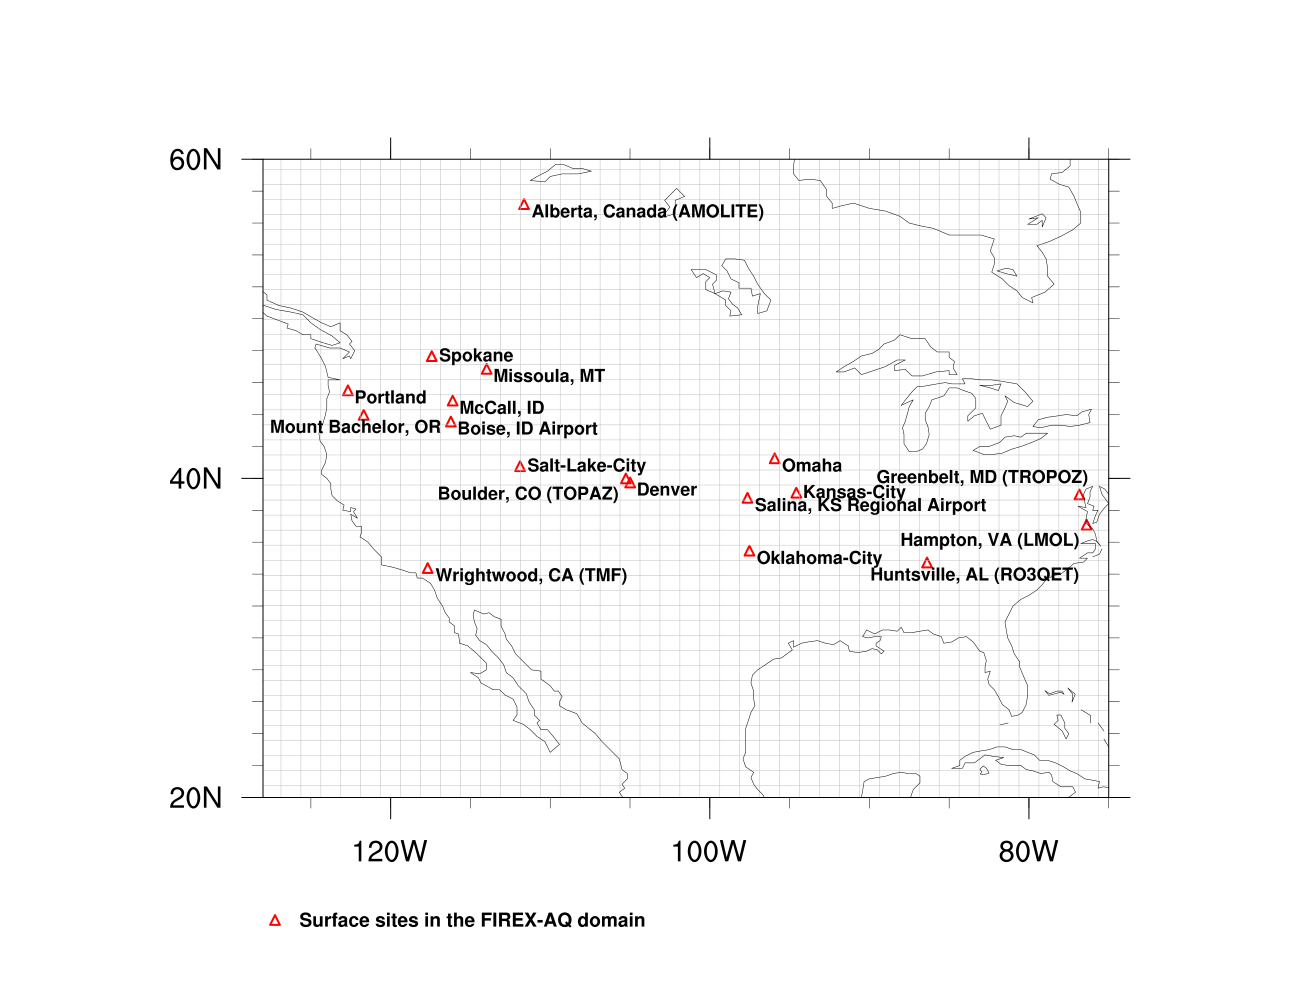 60N
Alberta, Canada (AMOLITE)
Spokane
Missoula, MT
Portland
McCall, ID
Mount Bachelor, OR
Boise, ID Airport
Salt-Lake-City
Omaha
40N
Greenbelt, MD (TROPOZ)
Boulder, CO (TOPAZ)
Denver
Kansas-City
Salina, KS Regional Airport
Hampton, VA (LMOL)
Oklahoma-City
Wrightwood, CA (TMF)
Huntsville, AL (RO3QET)
20N
120W
100W
80W
Surface sites in the FIREX-AQ domain